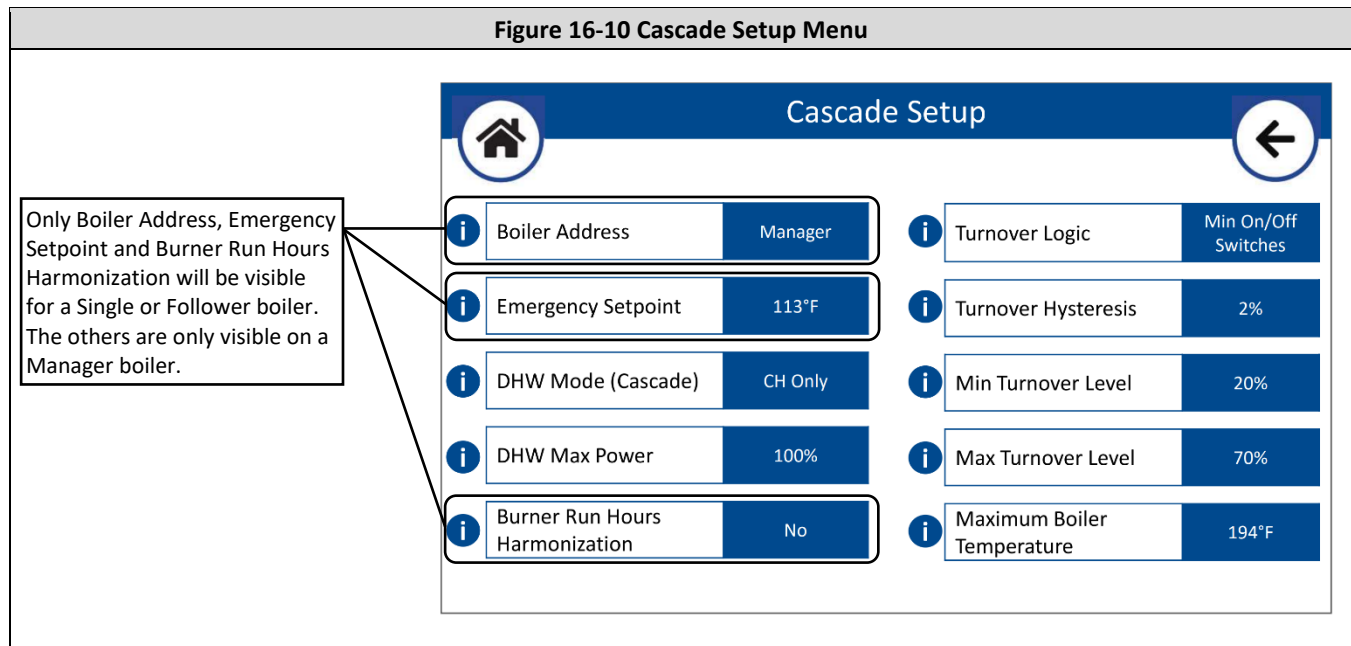 Figure 16-10 Cascade Setup Menu
Cascade Setup
Only Boiler Address, Emergency
Setpoint and Burner Run Hours
Harmonization will be visible
for a Single or Follower boiler.
The others are only visible on a
Manager boiler.
i Boiler Address Manager
i Emergency Setpoint 113°F
i DHW Mode (Cascade) CH Only
i DHW Max Power 100%
i Burner Run Hours
Harmonization No
i Turnover Logic Min On/Off
Switches
i Turnover Hysteresis 2%
i Min Turnover Level 20%
i Max Turnover Level 70%
i Maximum Boiler
Temperature 194°F